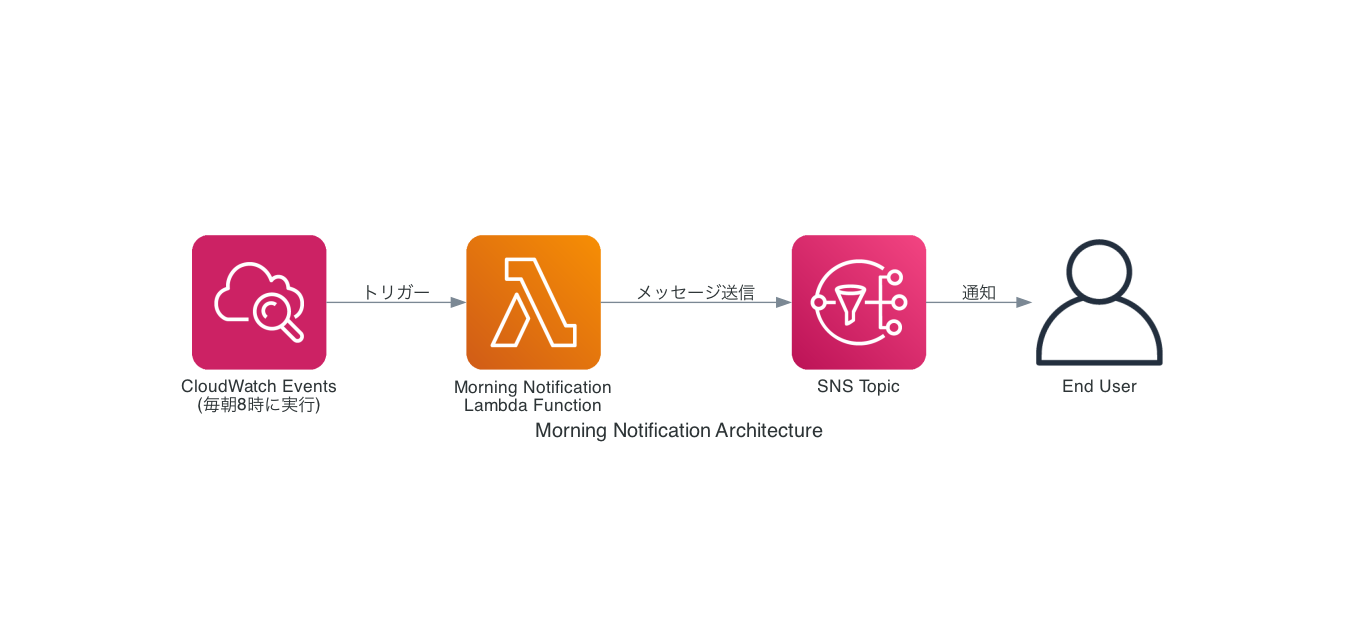 トリガー
メッセージ送信
通知
CloudWatch Events
(毎朝8時に実行)
Morning Notification
Lambda Function
SNS Topic
End User
Morning Notification Architecture